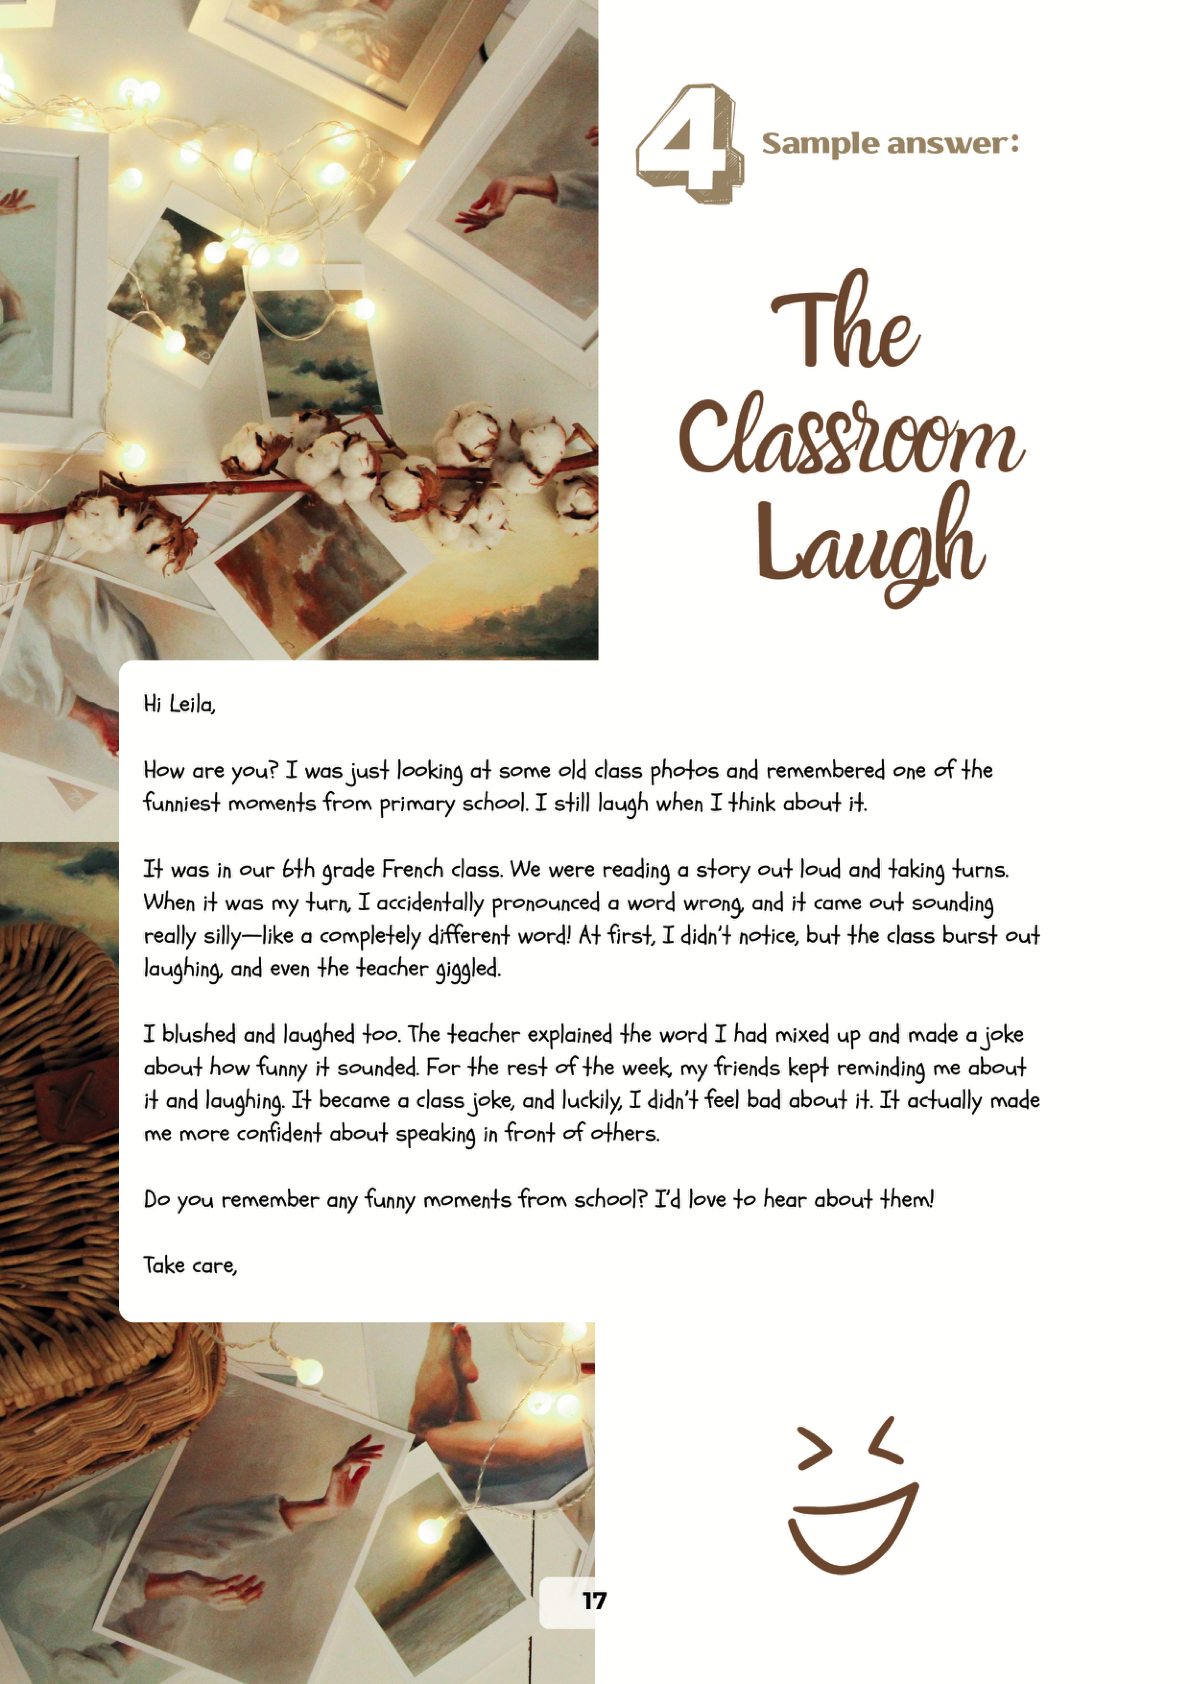 4 Sample answer:
The
Classroom
Laugh
Hi Leila,
How are you? I was just looking at some old class photos and remembered one of the
funniest moments from primary school. I still laugh when I think about it.
It was in our 6th grade French class. We were reading a story out loud and taking turns.
When it was my turn, I accidentally pronounced a word wrong, and it came out sounding
really silly—like a completely different word! At first, I didn't notice, but the class burst out
laughing, and even the teacher giggled.
I blushed and laughed too. The teacher explained the word I had mixed up and made a joke
about how funny it sounded. For the rest of the week, my friends kept reminding me about
it and laughing. It became a class joke, and luckily, I didn't feel bad about it. It actually made
me more confident about speaking in front of others.
Do you remember any funny moments from school? I'd love to hear about them!
Take care,
17